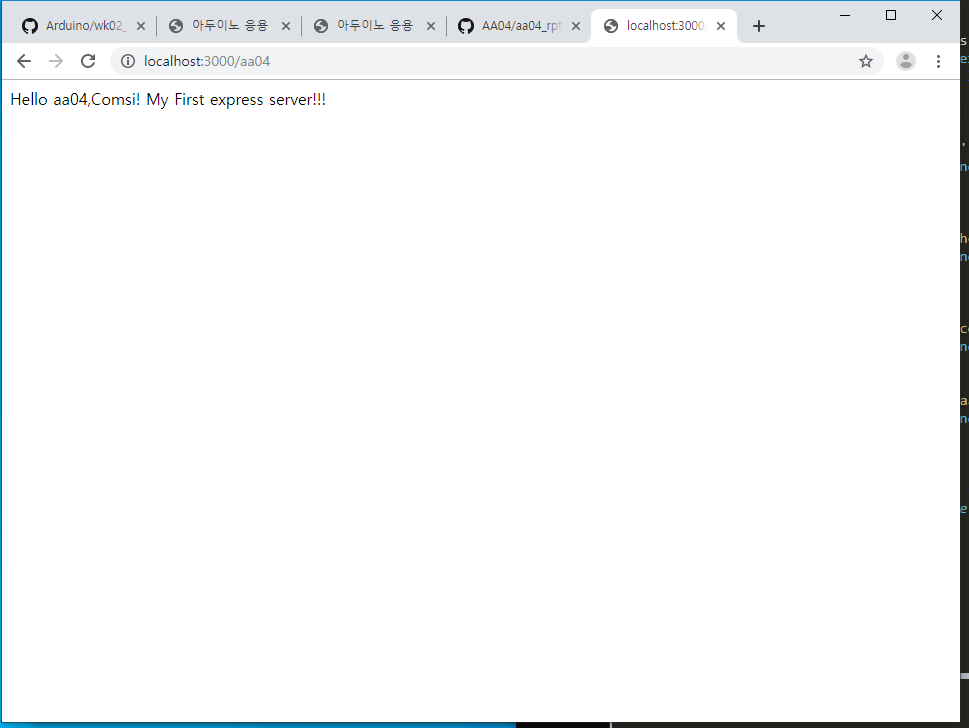 Arduino/wk02_
아두이노 응용
아두이노 응용
AA04/aa04_rpt
localhost:3000/
localhost:3000/aa04
Hello aa04,Comsi! My First express server!!!